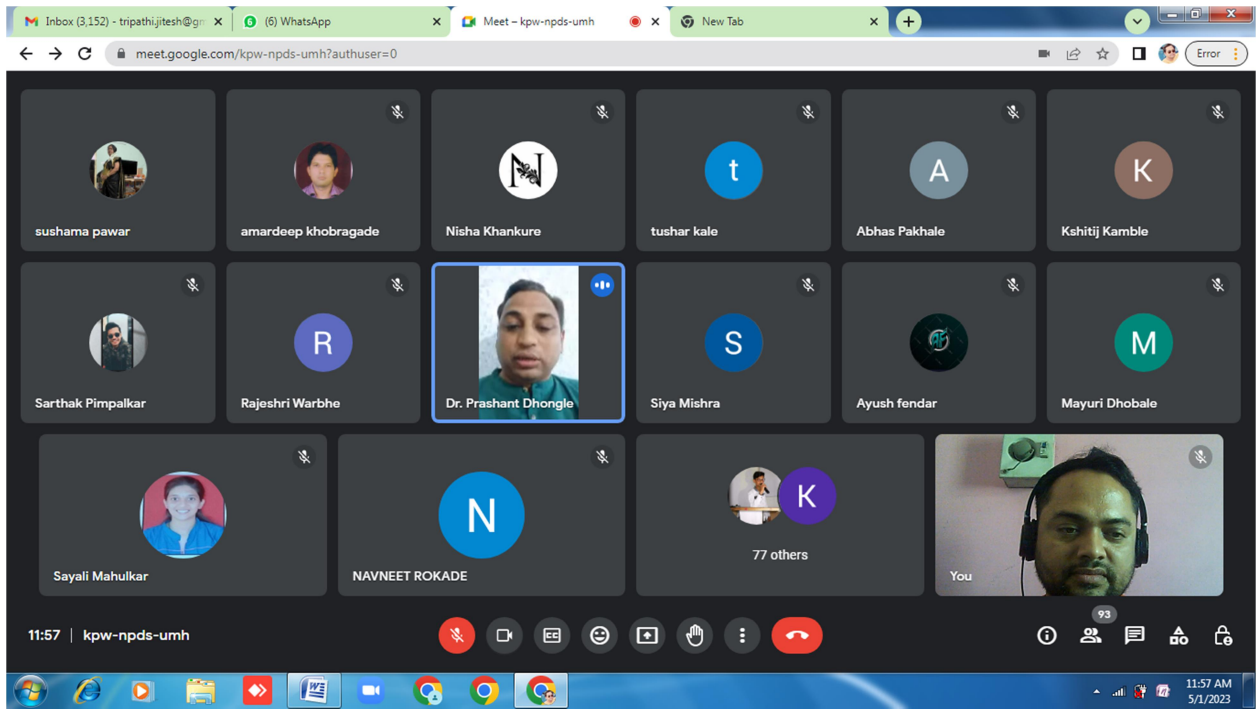 Inbox (3,152) - tripathi.jitesh@gm
(6) WhatsApp
Meet – kpw-npds-umh
New Tab
meet.google.com/kpw-npds-umh?authuser=0
Error
sushama pawar
amardeep khobragade
N
Nisha Khankure
t
tushar kale
A
Abhas Pakhale
K
Kshitij Kamble
Sarthak Pimpalkar
R
Rajeshri Warbhe
Dr. Prashant Dhongle
S
Siya Mishra
Ayush fendar
M
Mayuri Dhobale
Sayali Mahulkar
N
NAVNEET ROKADE
K
77 others
You
11:57 | kpw-npds-umh
CC
93
11:57 AM
5/1/2023